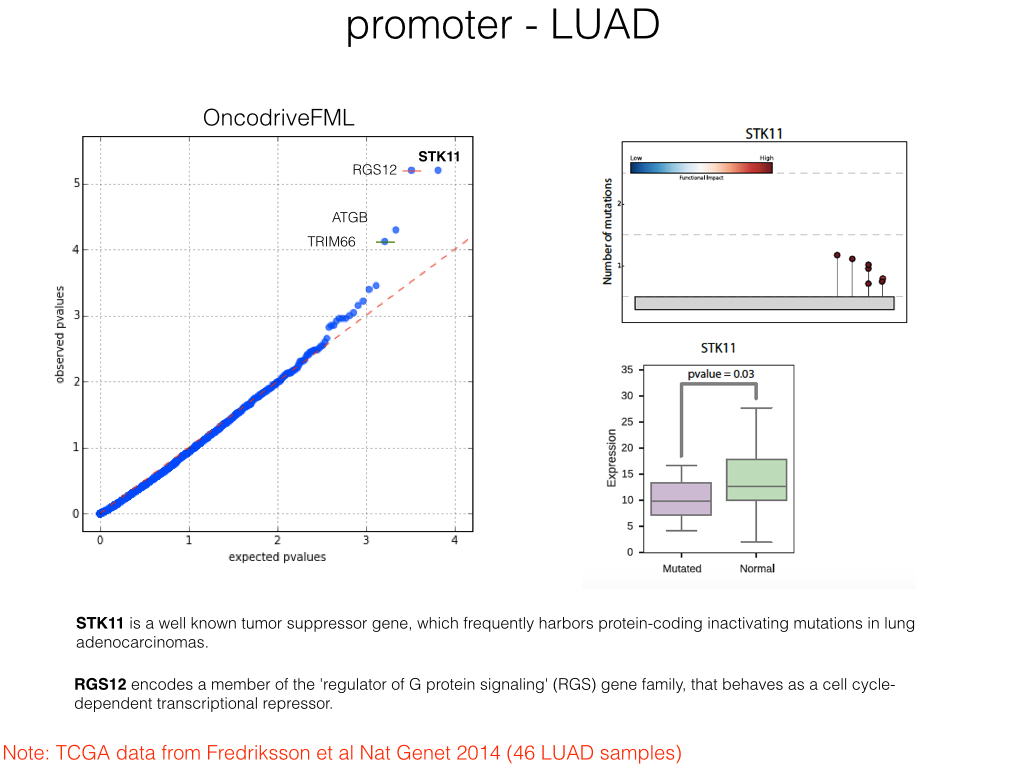 promoter - LUAD
OncodriveFML
STK11
RGS12
ATGB
TRIM66
5
4
3
2
1
0
observed pvalues
0 1 2 3 4
expected pvalues
STK11
Low High
Functional Impact
Number of mutations
2
1
STK11
pvalue = 0.03
35
30
25
20
15
10
5
0
Expression
Mutated Normal
STK11 is a well known tumor suppressor gene, which frequently harbors protein-coding inactivating mutations in lung
adenocarcinomas.
RGS12 encodes a member of the 'regulator of G protein signaling' (RGS) gene family, that behaves as a cell cycle-
dependent transcriptional repressor.
Note: TCGA data from Fredriksson et al Nat Genet 2014 (46 LUAD samples)